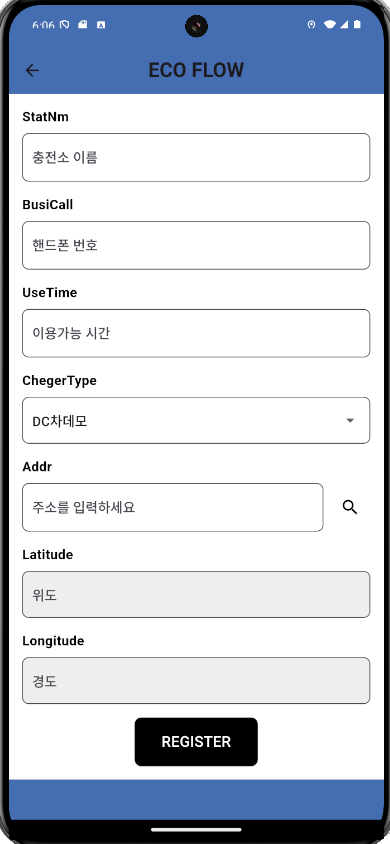 6:06
ECO FLOW
StatNm
충전소 이름
BusiCall
핸드폰 번호
UseTime
이용가능 시간
ChegerType
DC차데모
Addr
주소를 입력하세요
Latitude
위도
Longitude
경도
REGISTER